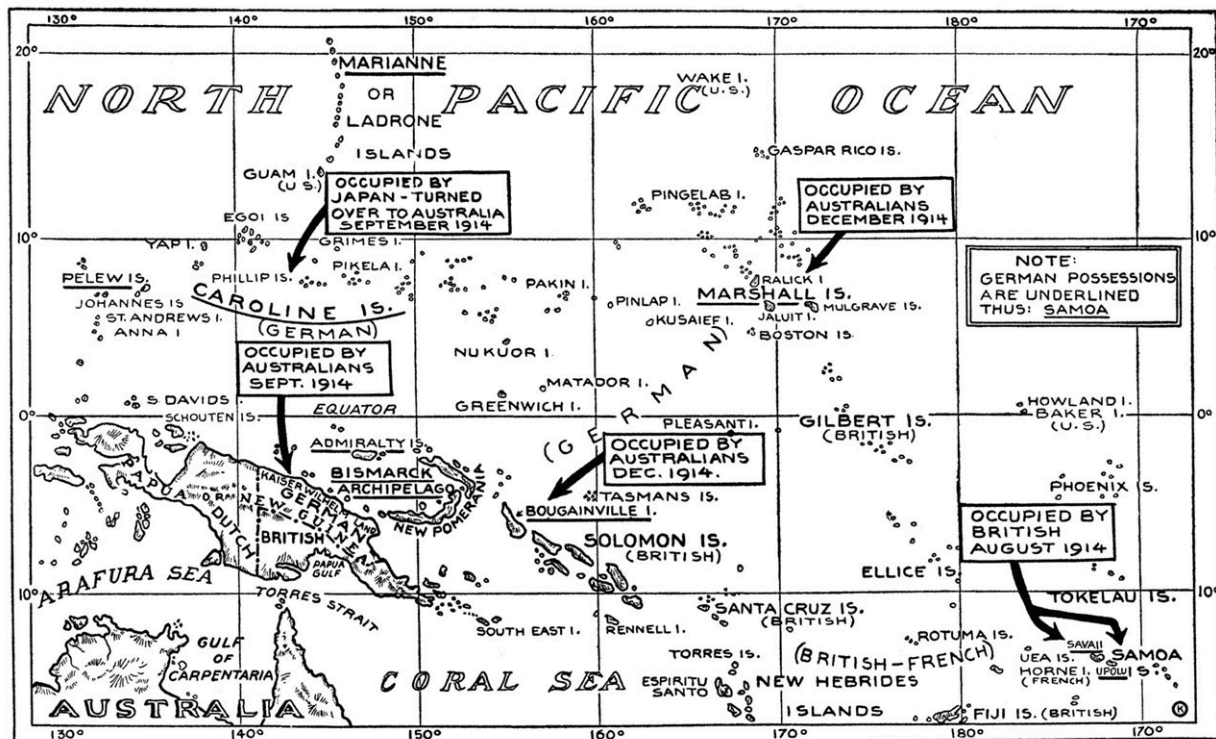 130° 140° 150° 160° 170° 180° 170°
20° 20°
NORTH PACIFIC OCEAN
MARIANNE
OR
LADRONE
ISLANDS
WAKE I.
(U.S.)
GASPAR RICO IS.
GUAM I.
(U.S.)
OCCUPIED BY
JAPAN-TURNED
OVER TO AUSTRALIA
SEPTEMBER 1914
PINGELAB I.
OCCUPIED BY
AUSTRALIANS
DECEMBER 1914
EGOI IS
GRIMES I.
10° 10°
YAP I.
PELEW IS.
PHILLIP IS.
PIKELA I.
JOHANNES IS
ST. ANDREWS I.
ANNA I
CAROLINE IS.
(GERMAN)
PAKIN I.
PINLAP I.
KUSAIEF I.
RALICK I
MARSHALL IS.
MULGRAVE IS.
JALUIT I.
BOSTON IS.
NOTE:
GERMAN POSSESSIONS
ARE UNDERLINED
THUS: SAMOA
OCCUPIED BY
AUSTRALIANS
SEPT. 1914
NUKUOR I.
MATADOR I.
GREENWICH I.
(GERMAN)
S. DAVIDS I.
SCHOUTEN IS.
EQUATOR
0° 0°
PLEASANT I.
GILBERT IS.
(BRITISH)
HOWLAND I.
BAKER I.
(U.S.)
ADMIRALTY IS.
BISMARCK
ARCHIPELAGO
NEW POMERANIA
OCCUPIED BY
AUSTRALIANS
DEC. 1914.
TASMANS IS.
BOUGAINVILLE I.
SOLOMON IS.
(BRITISH)
PHOENIX IS.
PAPUA
OR
NEW GUINEA
DUTCH
KAISER WILHELM LAND
GERMAN
BRITISH
PAPUA
GULF
OCCUPIED BY
BRITISH
AUGUST 1914
ELLICE IS.
TOKELAU IS.
ARAFURA SEA
10° 10°
TORRES STRAIT
SOUTH EAST I.
RENNELL I.
SANTA CRUZ IS.
(BRITISH)
ROTUMA IS.
SAVAII
SAMOA
IS.
UPOLU
UEA IS.
HORNE I.
(FRENCH)
GULF
OF
CARPENTARIA
CORAL SEA
TORRES IS.
ESPIRITU
SANTO
(BRITISH-FRENCH)
NEW HEBRIDES
ISLANDS
FIJI IS. (BRITISH)
AUSTRALIA
K
130° 140° 150° 160° 170° 180° 170°